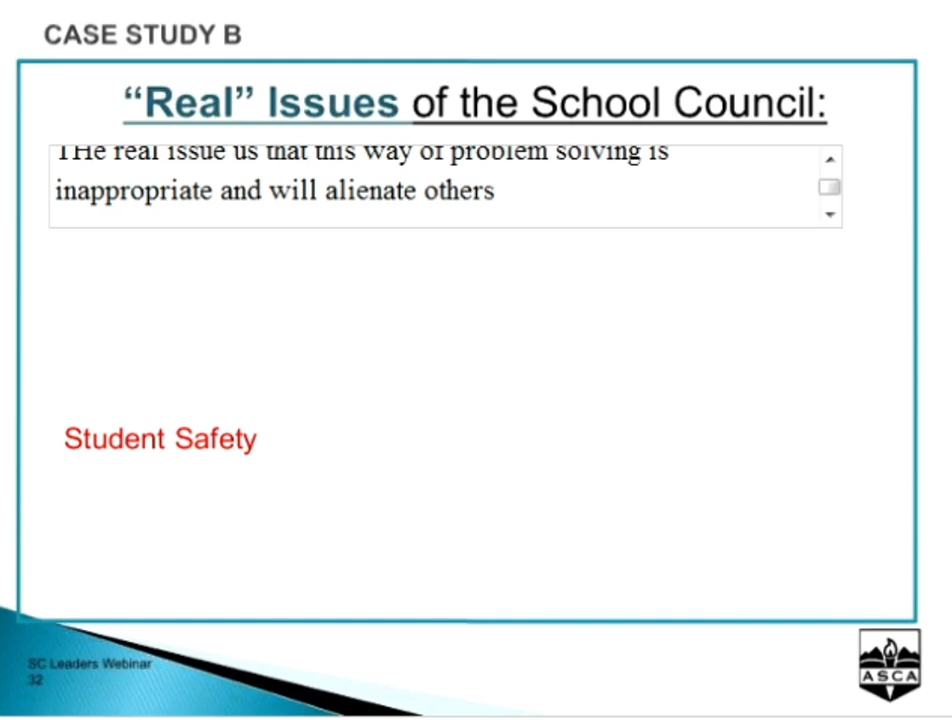 CASE STUDY B
“Real” Issues of the School Council:
THe real issue us that this way of problem solving is
inappropriate and will alienate others
Student Safety
SC Leaders Webinar
32
ASCA